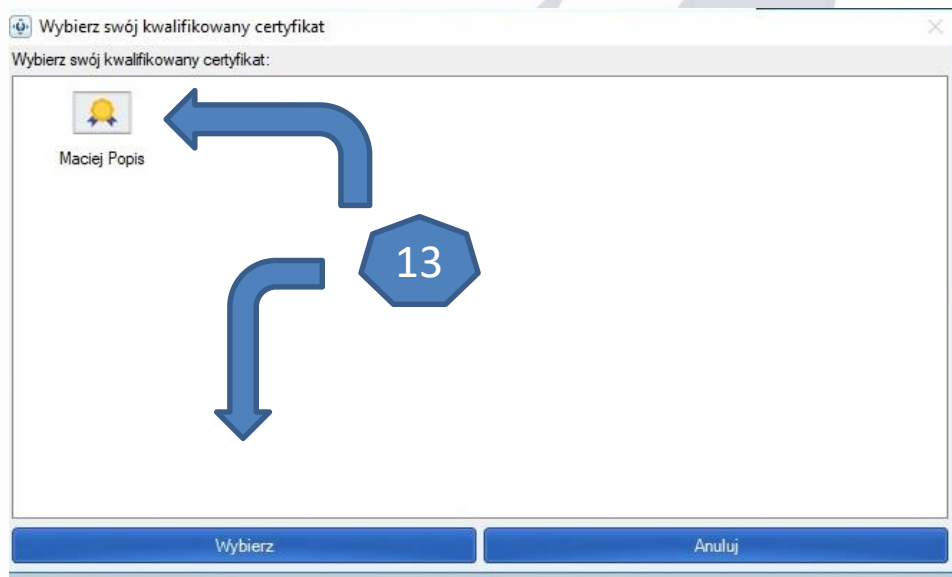 Wybierz swój kwalifikowany certyfikat
Wybierz swój kwalifikowany certyfikat:
Maciej Popis
13
Wybierz
Anuluj